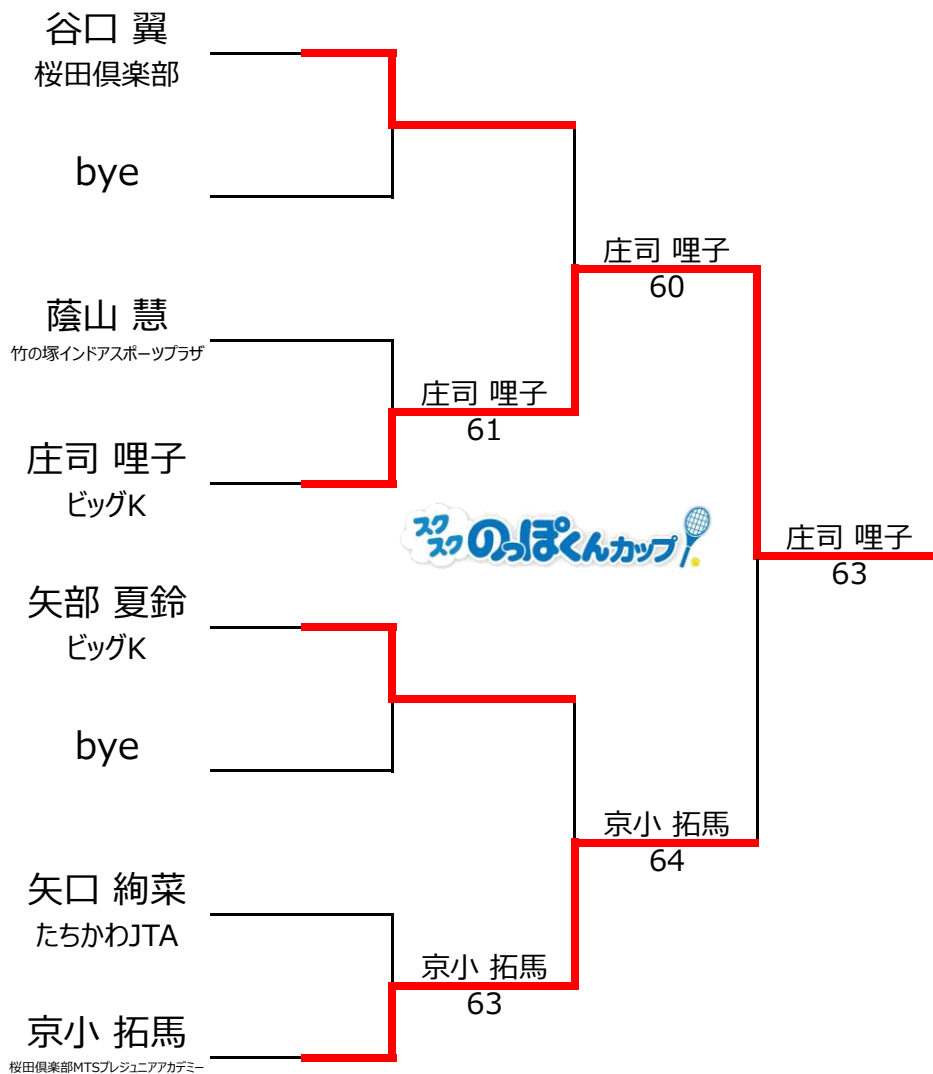 谷口 翼
桜田倶楽部
bye
庄司 哩子
60
蔭山 慧
竹の塚インドアスポーツプラザ
庄司 哩子
61
庄司 哩子
ビッグK
スク
スク のっぽくんカップ
庄司 哩子
63
矢部 夏鈴
ビッグK
bye
京小 拓馬
64
矢口 絢菜
たちかわJTA
京小 拓馬
63
京小 拓馬
桜田倶楽部MTSプレジュニアアカデミー